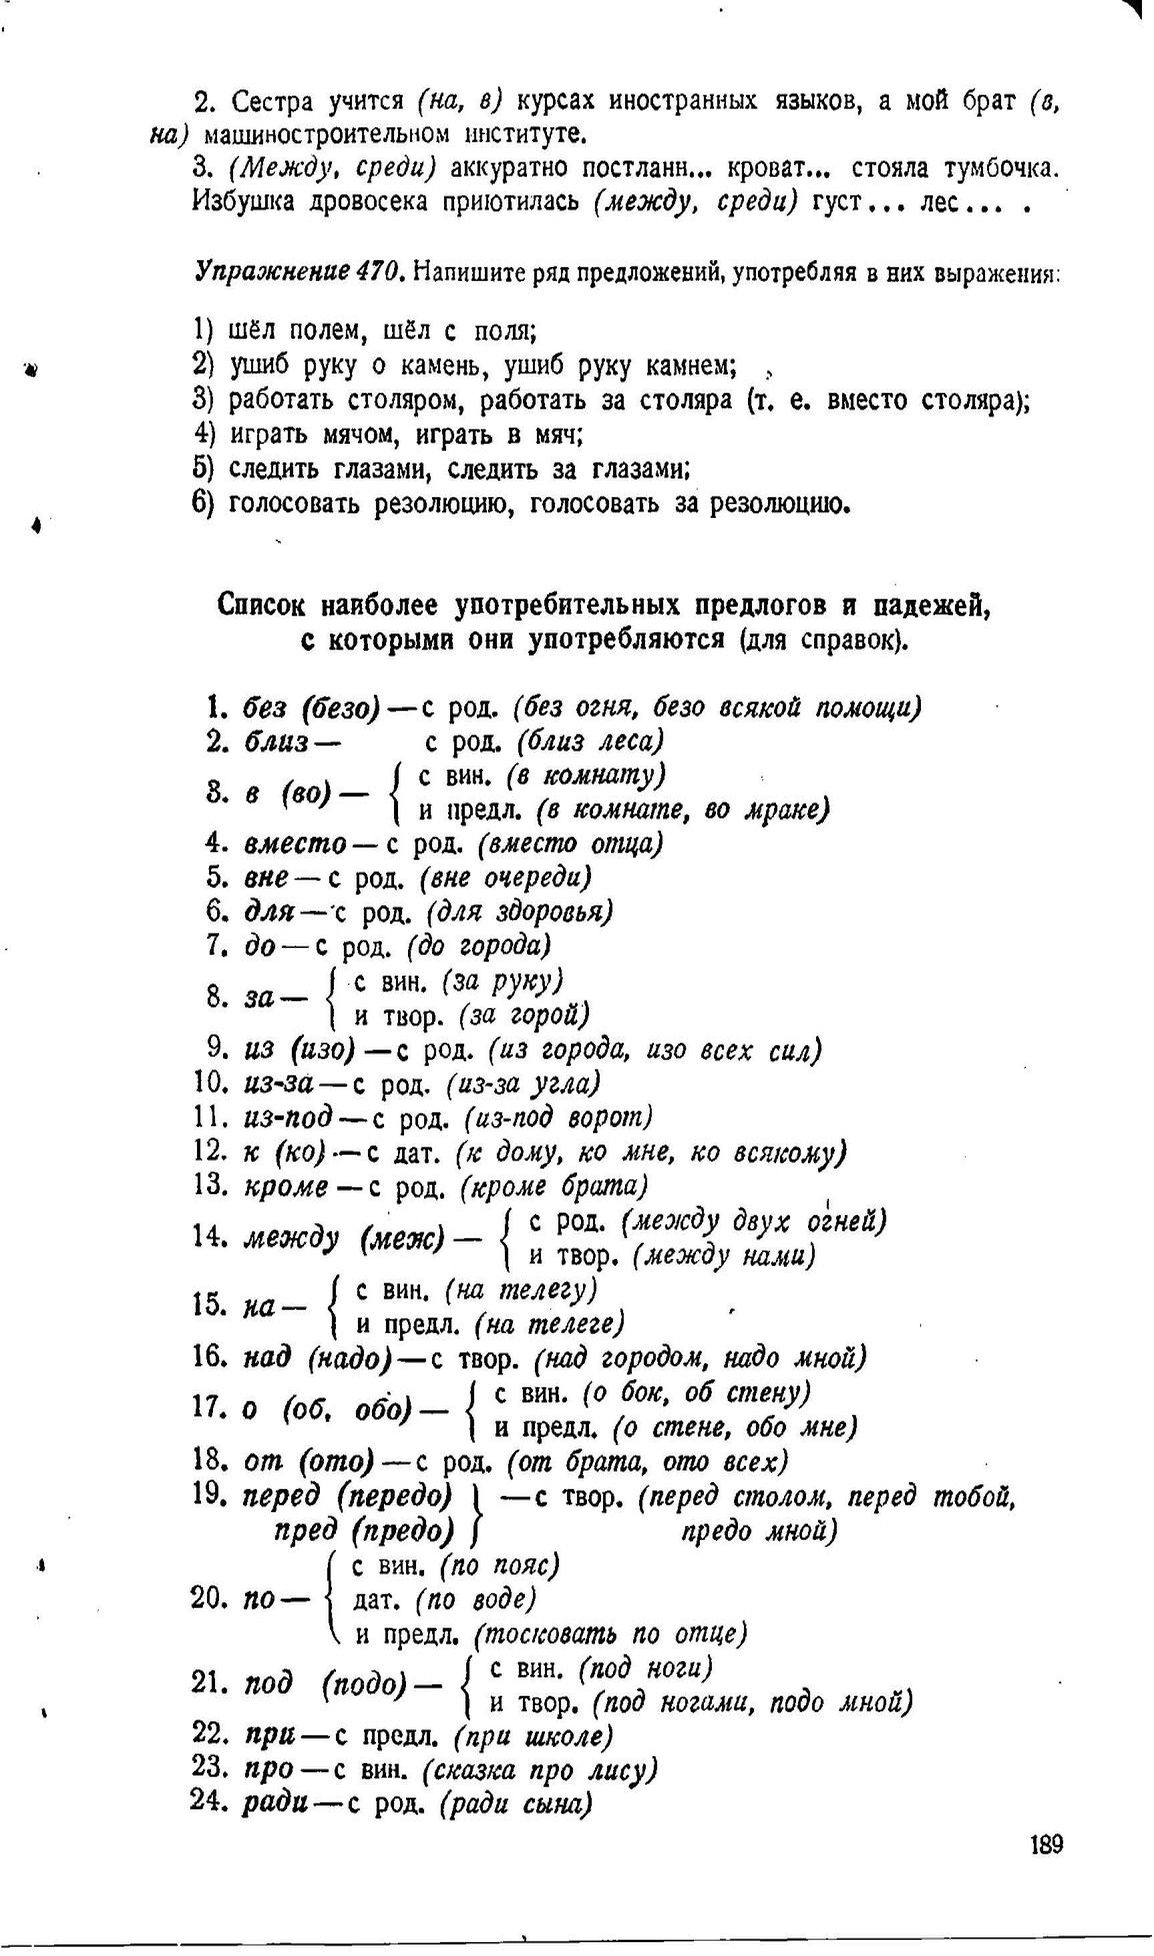 2. Сестра учится (на, в) курсах иностранных языков, а мой брат (в,
на) машиностроительном институте.
3. (Между, среди) аккуратно постланн... кроват... стояла тумбочка.
Избушка дровосека приютилась (между, среди) густ... лес... .
Упражнение 470. Напишите ряд предложений, употребляя в них выражения:
1) шёл полем, шёл с поля;
2) ушиб руку о камень, ушиб руку камнем;
3) работать столяром, работать за столяра (т. е. вместо столяра);
4) играть мячом, играть в мяч;
5) следить глазами, следить за глазами;
6) голосовать резолюцию, голосовать за резолюцию.
Список наиболее употребительных предлогов и падежей,
с которыми они употребляются (для справок).
1. без (безо) — с род. (без огня, безо всякой помощи)
2. близ — с род. (близ леса)
3. в (во) — { с вин. (в комнату)
и предл. (в комнате, во мраке)
4. вместо — с род. (вместо отца)
5. вне — с род. (вне очереди)
6. для — с род. (для здоровья)
7. до — с род. (до города)
8. за — { с вин. (за руку)
и твор. (за горой)
9. из (изо) — с род. (из города, изо всех сил)
10. из-за — с род. (из-за угла)
11. из-под — с род. (из-под ворот)
12. к (ко) — с дат. (к дому, ко мне, ко всякому)
13. кроме — с род. (кроме брата)
14. между (меж) — { с род. (между двух огней)
и твор. (между нами)
15. на — { с вин. (на телегу)
и предл. (на телеге)
16. над (надо) — с твор. (над городом, надо мной)
17. о (об, обо) — { с вин. (о бок, об стену)
и предл. (о стене, обо мне)
18. от (ото) — с род. (от брата, ото всех)
19. перед (передо) } — с твор. (перед столом, перед тобой,
пред (предо) предо мной)
20. по — { с вин. (по пояс)
дат. (по воде)
и предл. (тосковать по отце)
21. под (подо) — { с вин. (под ноги)
и твор. (под ногами, подо мной)
22. при — с предл. (при школе)
23. про — с вин. (сказка про лису)
24. ради — с род. (ради сына)
189